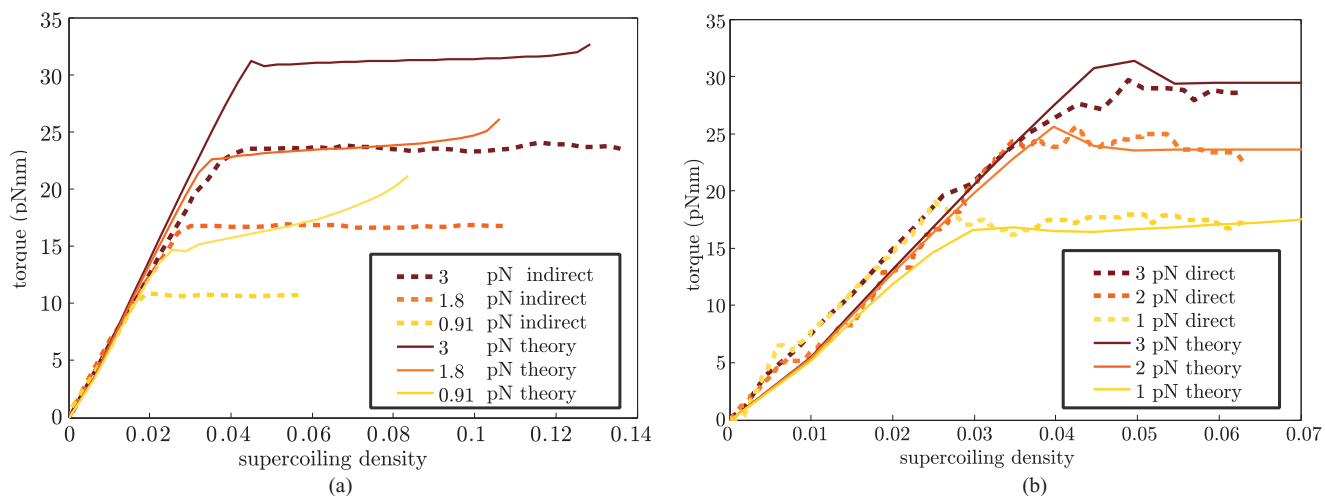 35
30
25
20
15
10
5
0
torque (pNnm)
0 0.02 0.04 0.06 0.08 0.10 0.12 0.14
supercoiling density
3 pN indirect
1.8 pN indirect
0.91 pN indirect
3 pN theory
1.8 pN theory
0.91 pN theory
(a)
35
30
25
20
15
10
5
0
torque (pNnm)
0 0.01 0.02 0.03 0.04 0.05 0.06 0.07
supercoiling density
3 pN direct
2 pN direct
1 pN direct
3 pN theory
2 pN theory
1 pN theory
(b)